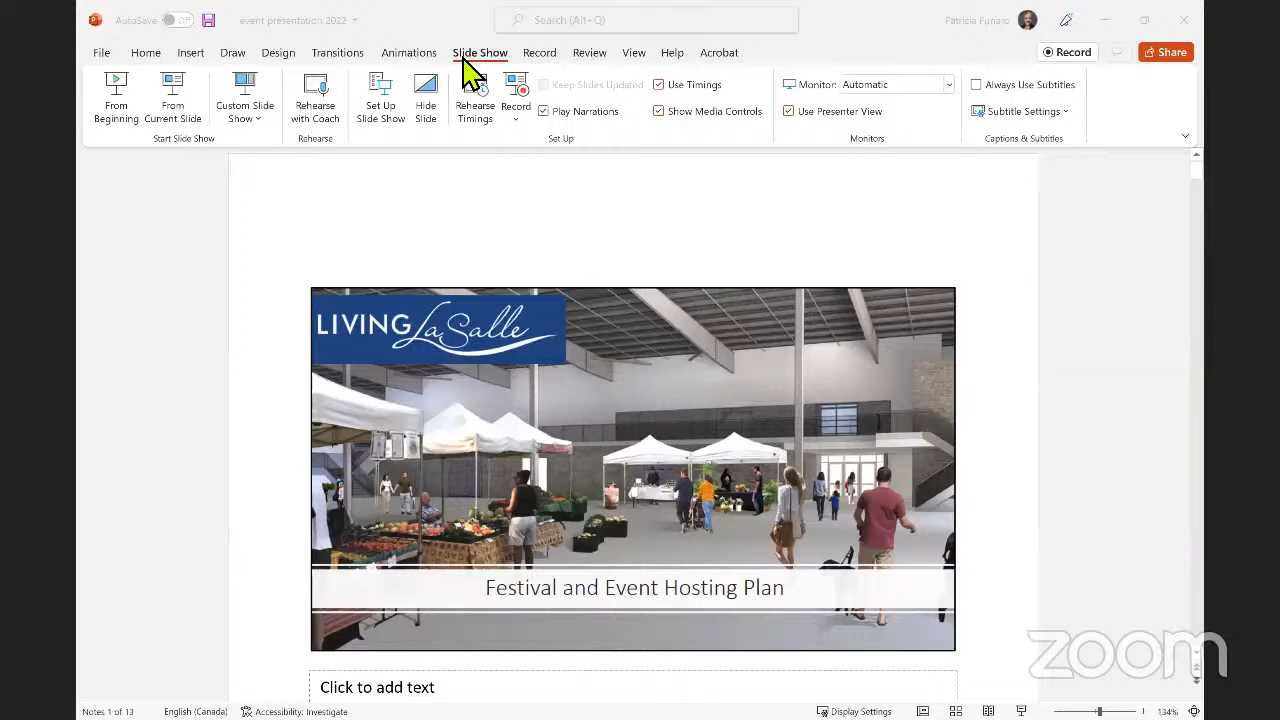 AutoSave Off event presentation 2022 Search (Alt+Q) Patricia Funaro
File Home Insert Draw Design Transitions Animations Slide Show Record Review View Help Acrobat Record Share
From Beginning From Current Slide Custom Slide Show Rehearse with Coach Set Up Slide Show Hide Slide Rehearse Timings Record
Keep Slides Updated Use Timings Monitor: Automatic Always Use Subtitles
Play Narrations Show Media Controls Use Presenter View Subtitle Settings
Start Slide Show Rehearse Set Up Monitors Captions & Subtitles
LIVING LaSalle
Festival and Event Hosting Plan
zoom
Click to add text
Notes 1 of 13 English (Canada) Accessibility: Investigate Display Settings 134%